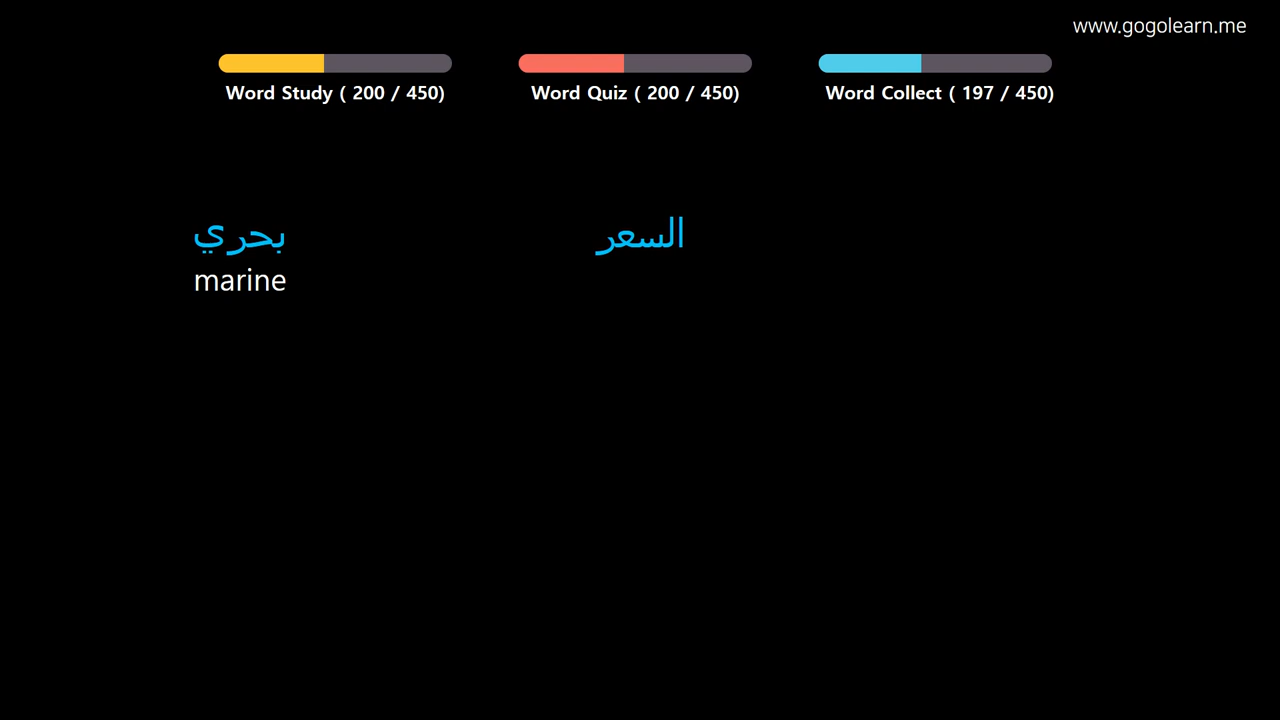 www.gogolearn.me
Word Study ( 200 / 450)
Word Quiz ( 200 / 450)
Word Collect ( 197 / 450)
بحري
marine
السعر